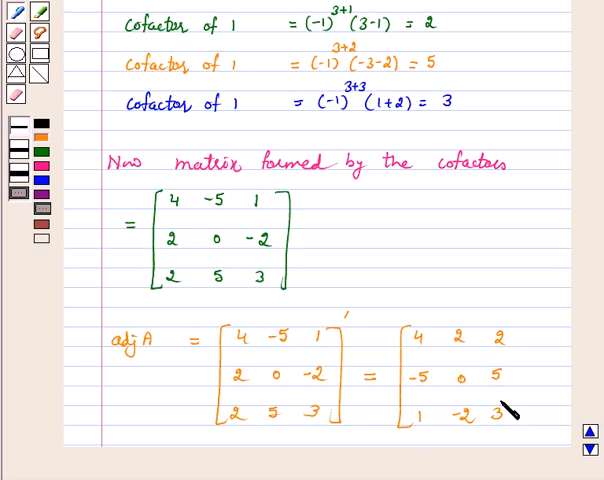 cofactor of 1 = (-1)^{3+1} (3-1) = 2
cofactor of 1 = (-1)^{3+2} (-3-2) = 5
cofactor of 1 = (-1)^{3+3} (1+2) = 3
Now matrix formed by the cofactors
4 -5 1
= 2 0 -2
2 5 3
adj A = [4 -5 1]' = [4 2 2]
2 0 -2 -5 0 5
2 5 3 1 -2 3